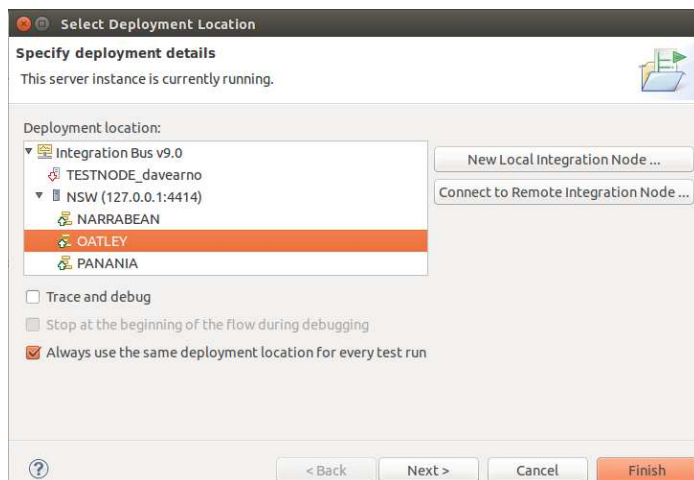 Select Deployment Location
Specify deployment details
This server instance is currently running.
Deployment location:
Integration Bus v9.0
TESTNODE_davearno
NSW (127.0.0.1:4414)
NARRABEAN
OATLEY
PANANIA
New Local Integration Node ...
Connect to Remote Integration Node ...
Trace and debug
Stop at the beginning of the flow during debugging
Always use the same deployment location for every test run
?
< Back
Next >
Cancel
Finish